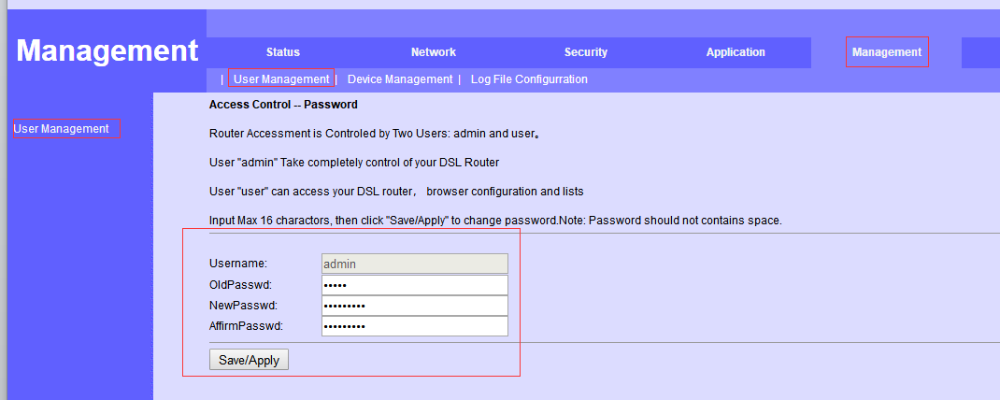 Management
Status Network Security Application Management
| User Management | Device Management | Log File Configurration
User Management
Access Control -- Password
Router Accessment is Controled by Two Users: admin and user。
User "admin" Take completely control of your DSL Router
User "user" can access your DSL router， browser configuration and lists
Input Max 16 charactors, then click "Save/Apply" to change password.Note: Password should not contains space.
Username: admin
OldPasswd: •••••
NewPasswd: •••••••••
AffirmPasswd: •••••••••
Save/Apply